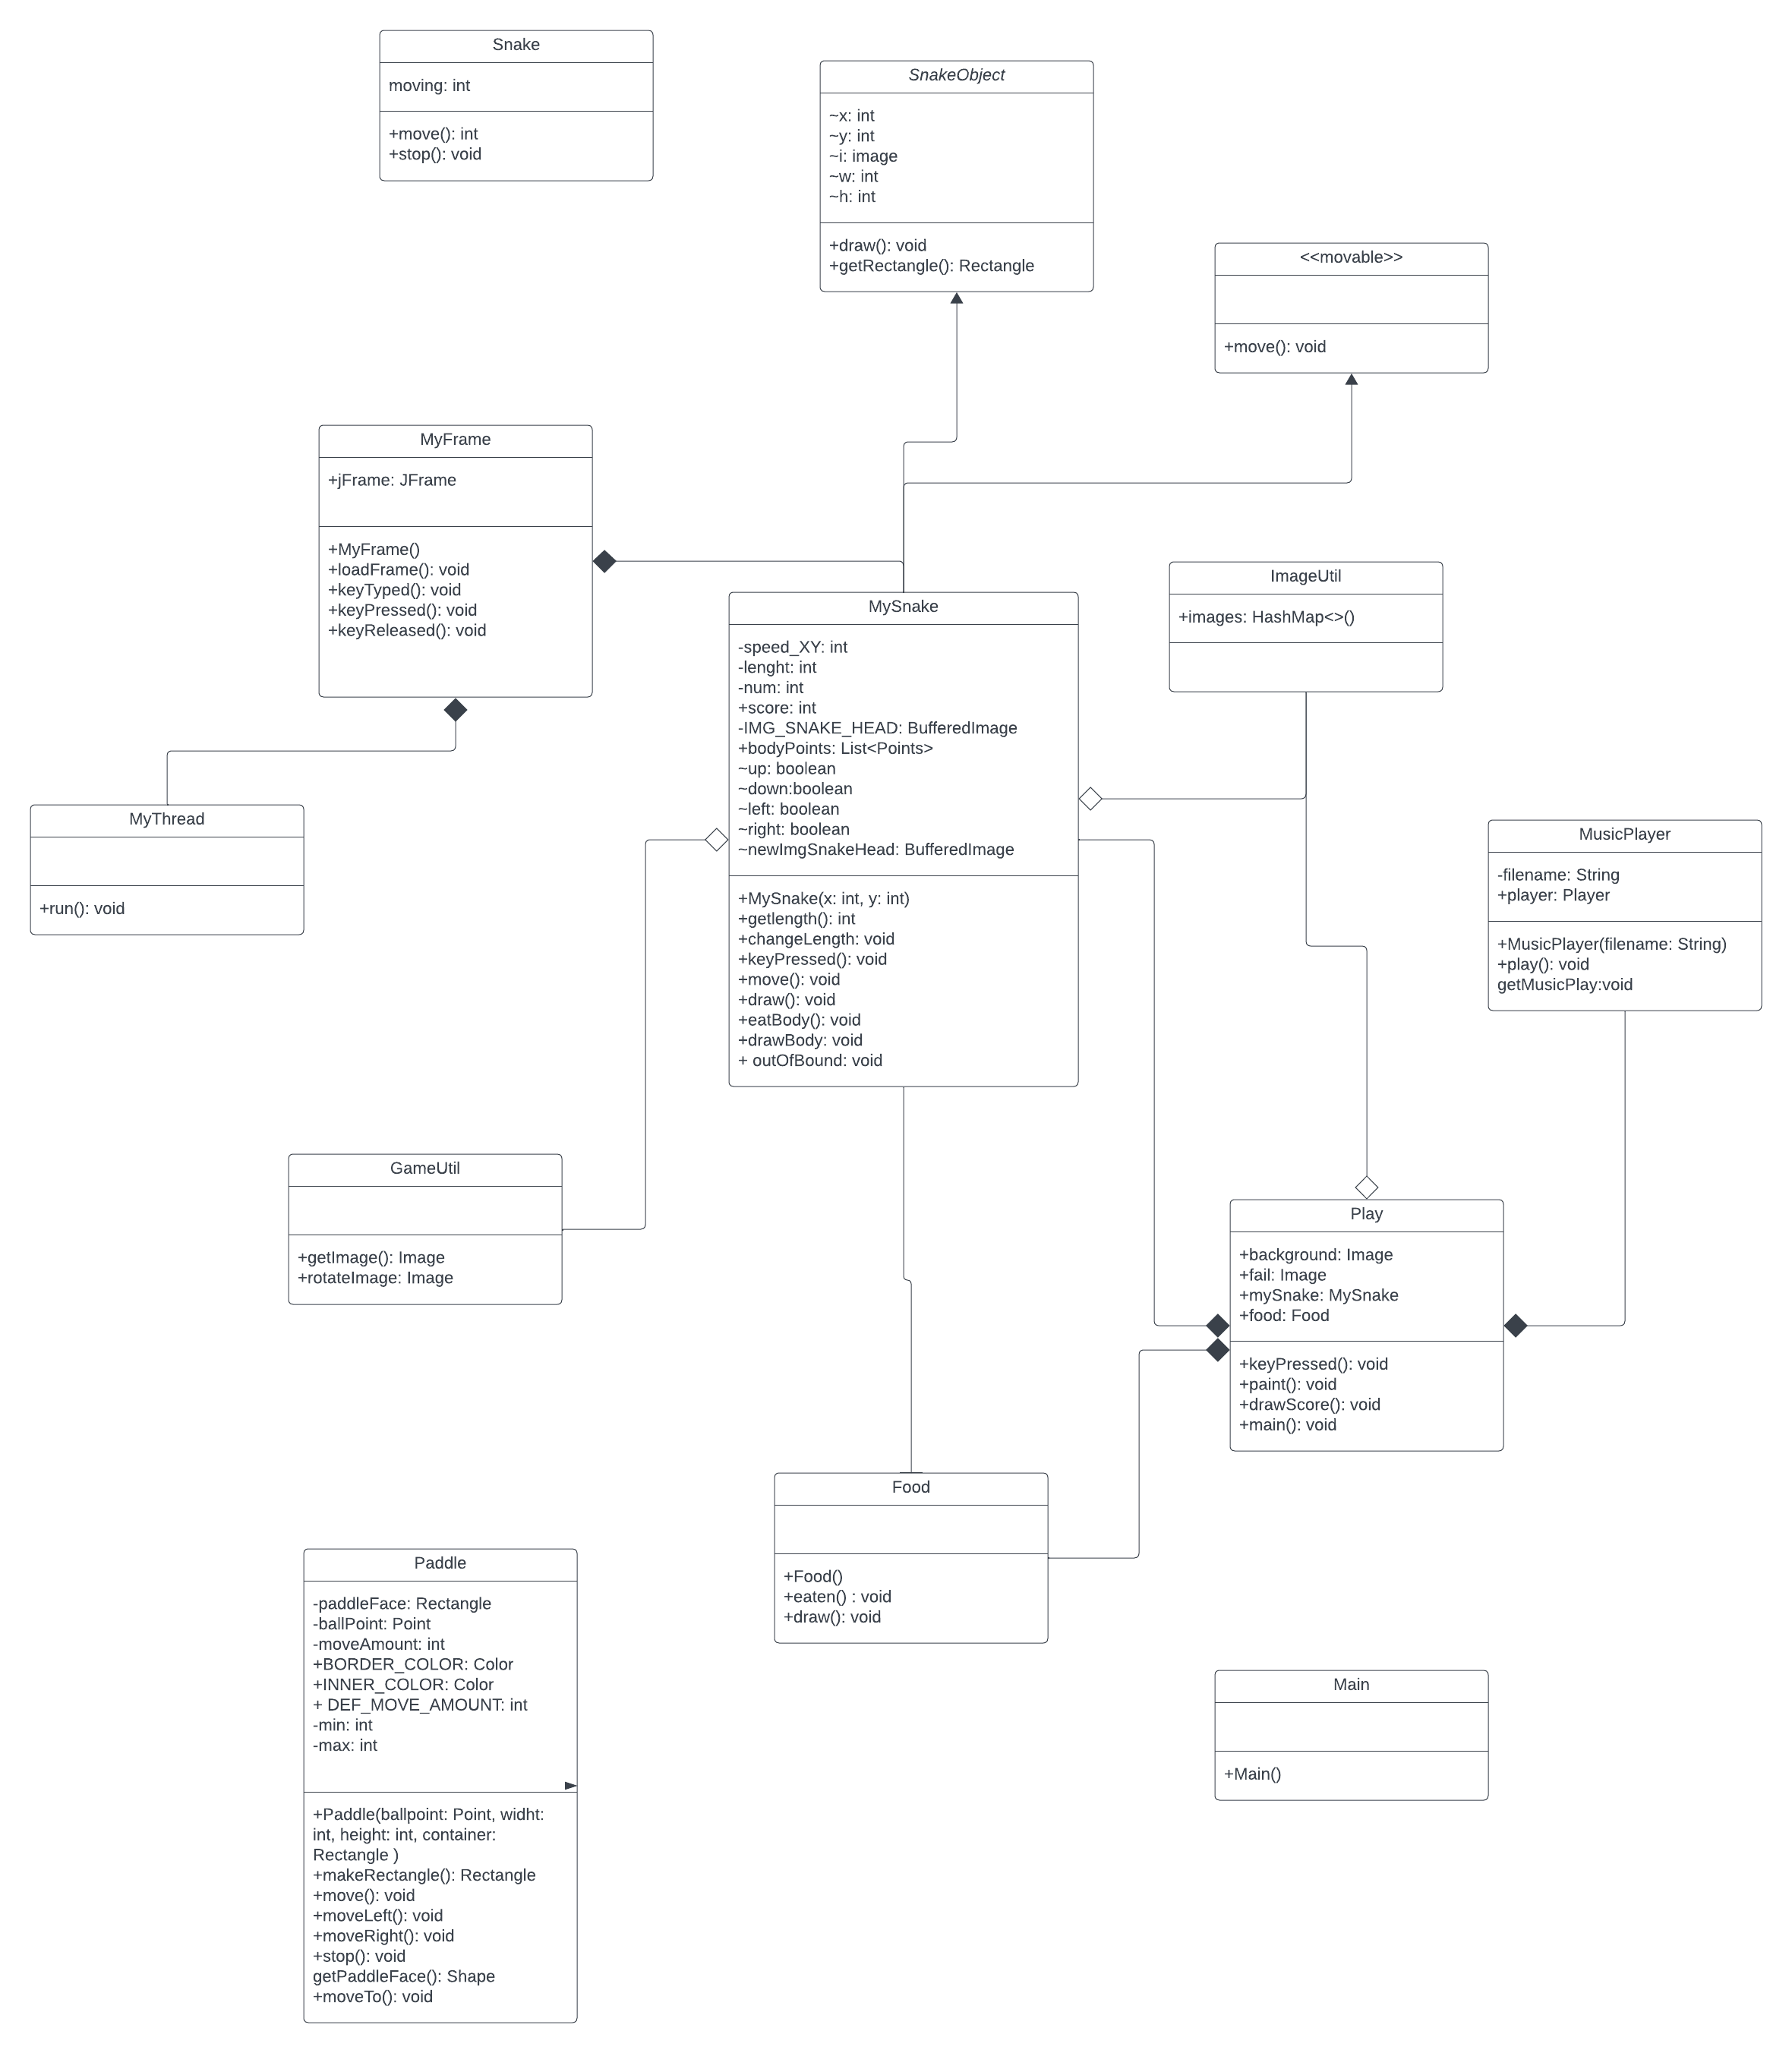 Snake
moving: int
+move(): int
+stop(): void
SnakeObject
~x: int
~y: int
~i: image
~w: int
~h: int
+draw(): void
+getRectangle(): Rectangle
<<movable>>
+move(): void
MyFrame
+jFrame: JFrame
+MyFrame()
+loadFrame(): void
+keyTyped(): void
+keyPressed(): void
+keyReleased(): void
MySnake
-speed_XY: int
-lenght: int
-num: int
+score: int
-IMG_SNAKE_HEAD: BufferedImage
+bodyPoints: List<Points>
~up: boolean
~down:boolean
~left: boolean
~right: boolean
~newImgSnakeHead: BufferedImage
+MySnake(x: int, y: int)
+getlength(): int
+changeLength: void
+keyPressed(): void
+move(): void
+draw(): void
+eatBody(): void
+drawBody: void
+ outOfBound: void
ImageUtil
+images: HashMap<>()
MyThread
+run(): void
MusicPlayer
-filename: String
+player: Player
+MusicPlayer(filename: String)
+play(): void
getMusicPlay:void
GameUtil
+getImage(): Image
+rotateImage: Image
Play
+background: Image
+fail: Image
+mySnake: MySnake
+food: Food
+keyPressed(): void
+paint(): void
+drawScore(): void
+main(): void
Food
+Food()
+eaten() : void
+draw(): void
Paddle
-paddleFace: Rectangle
-ballPoint: Point
-moveAmount: int
+BORDER_COLOR: Color
+INNER_COLOR: Color
+ DEF_MOVE_AMOUNT: int
-min: int
-max: int
+Paddle(ballpoint: Point, widht:
int, height: int, container:
Rectangle )
+makeRectangle(): Rectangle
+move(): void
+moveLeft(): void
+moveRight(): void
+stop(): void
getPaddleFace(): Shape
+moveTo(): void
Main
+Main()